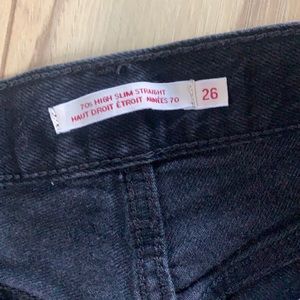 70s HIGH SLIM STRAIGHT
HAUT DROIT ÉTROIT ANNÉES 70
26